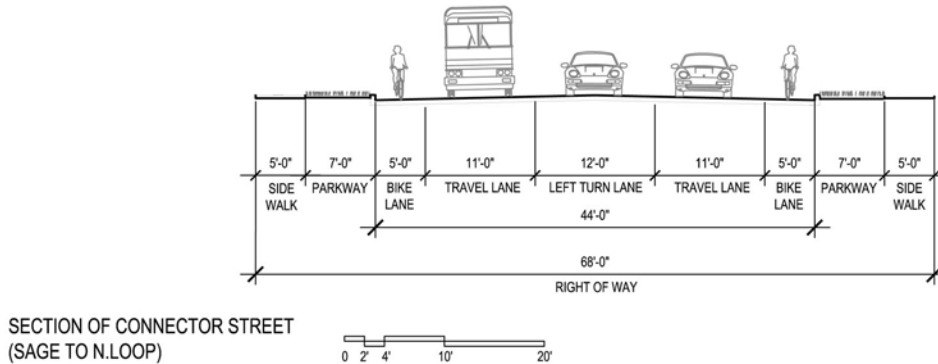 5'-0" 7'-0" 5'-0" 11'-0" 12'-0" 11'-0" 5'-0" 7'-0" 5'-0"
SIDE WALK PARKWAY BIKE LANE TRAVEL LANE LEFT TURN LANE TRAVEL LANE BIKE LANE PARKWAY SIDE WALK
44'-0"
68'-0"
RIGHT OF WAY
SECTION OF CONNECTOR STREET
(SAGE TO N.LOOP)
0 2' 4' 10' 20'